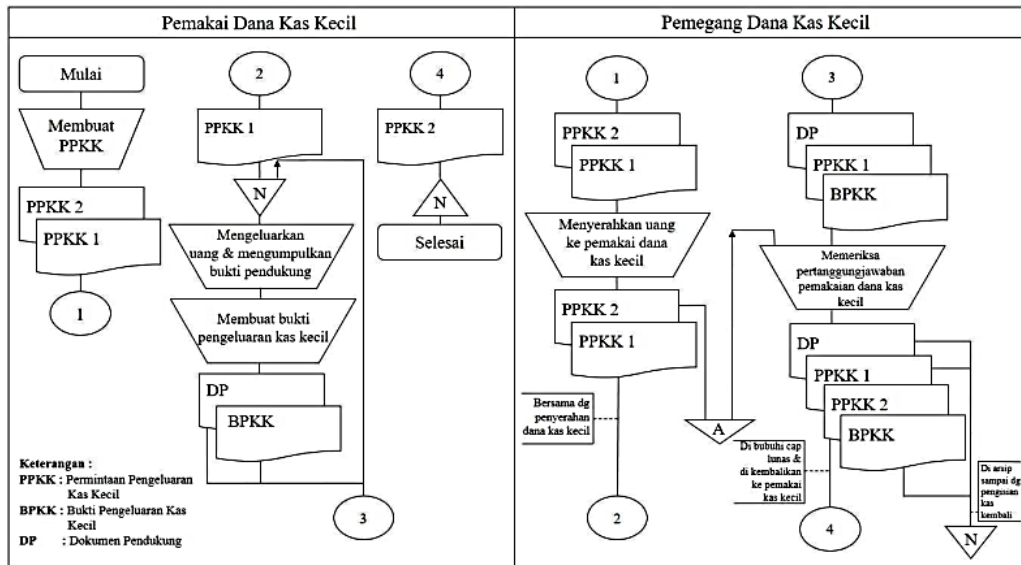 Pemakai Dana Kas Kecil
Mulai
Membuat
PPKK
PPKK 2
PPKK 1
1
2
PPKK 1
N
Mengeluarkan
uang & mengumpulkan
bukti pendukung
Membuat bukti
pengeluaran kas kecil
DP
BPKK
3
4
PPKK 2
N
Selesai
Keterangan :
PPKK : Permintaan Pengeluaran
Kas Kecil
BPKK : Bukti Pengeluaran Kas
Kecil
DP : Dokumen Pendukung
Pemegang Dana Kas Kecil
1
PPKK 2
PPKK 1
Menyerahkan uang
ke pemakai dana
kas kecil
PPKK 2
PPKK 1
Bersama dg
penyerahan
dana kas kecil
A
2
3
DP
PPKK 1
BPKK
Memeriksa
pertanggungjawaban
pemakaian dana kas
kecil
DP
PPKK 1
PPKK 2
BPKK
Di bubuhi cap
lunas &
di kembalikan
ke pemakai
kas kecil
4
Di arsip
sampai dg
pengisian
kas
kembali
N